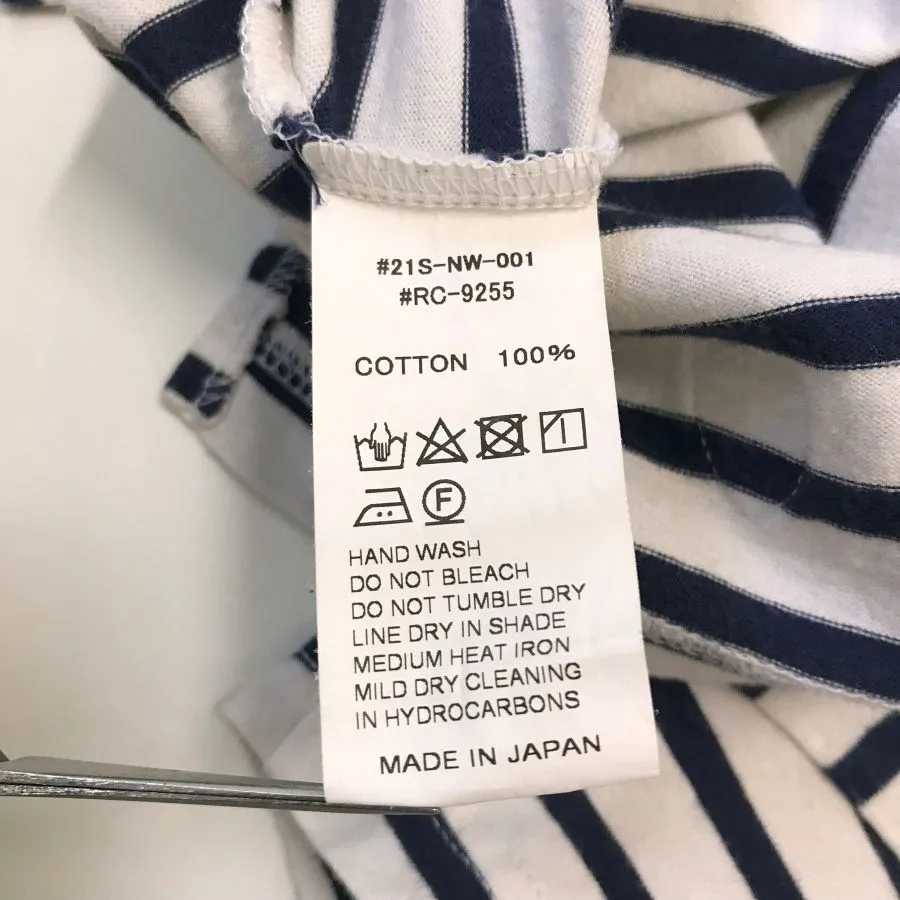 #21S-NW-001
#RC-9255
COTTON 100%
F
HAND WASH
DO NOT BLEACH
DO NOT TUMBLE DRY
LINE DRY IN SHADE
MEDIUM HEAT IRON
MILD DRY CLEANING
IN HYDROCARBONS
MADE IN JAPAN